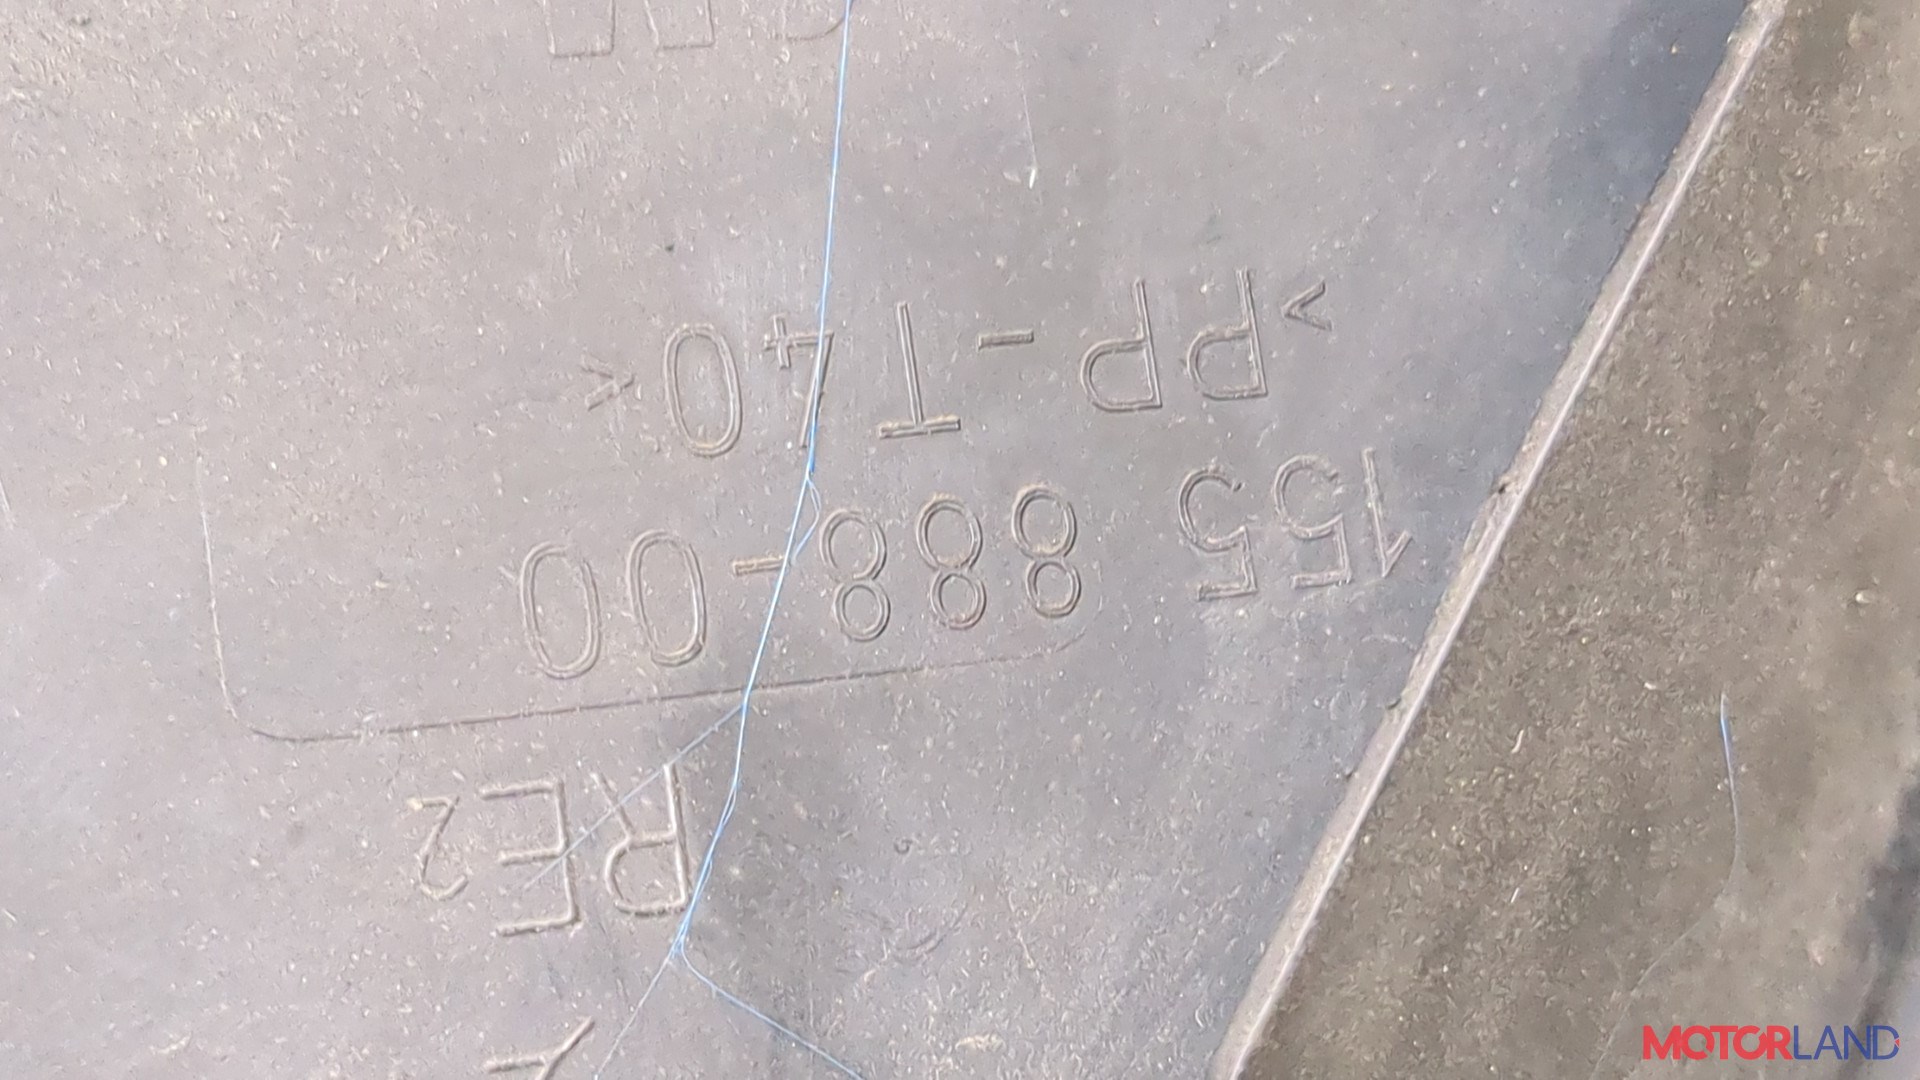 RE2
155 888-00
>PP-T40<
MOTORLAND